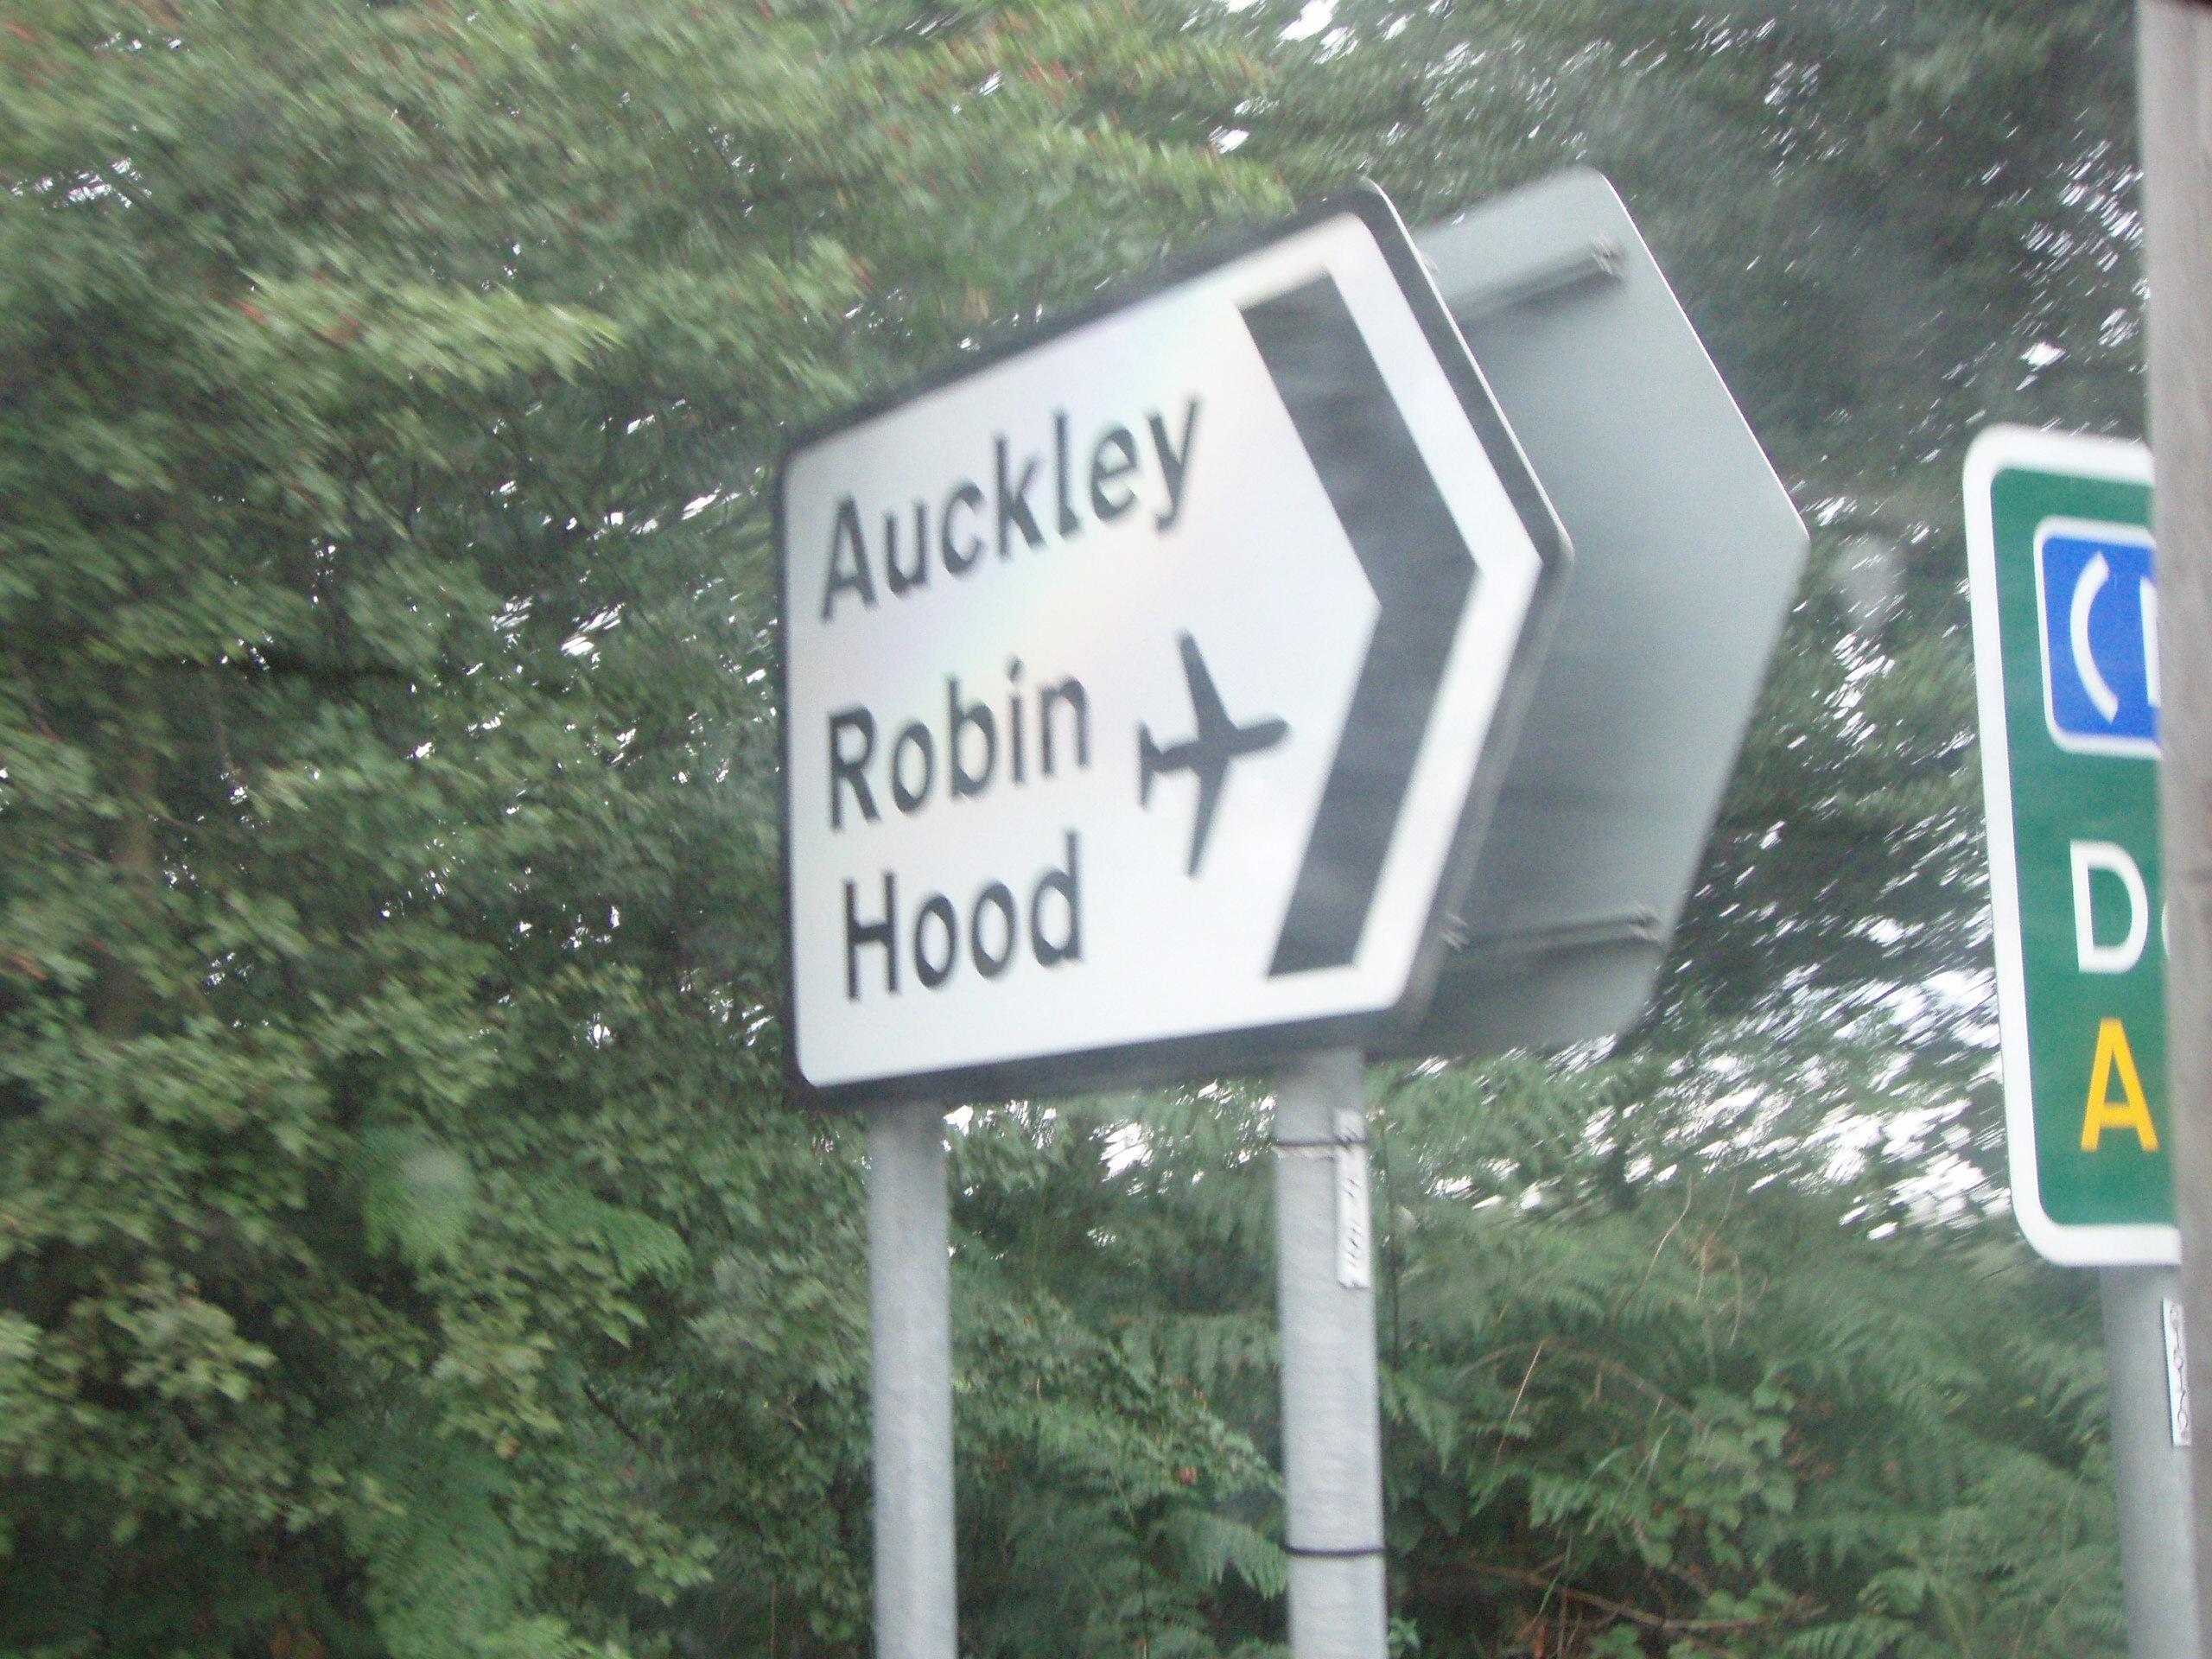 Auckley
Robin
Hood
(
D
A